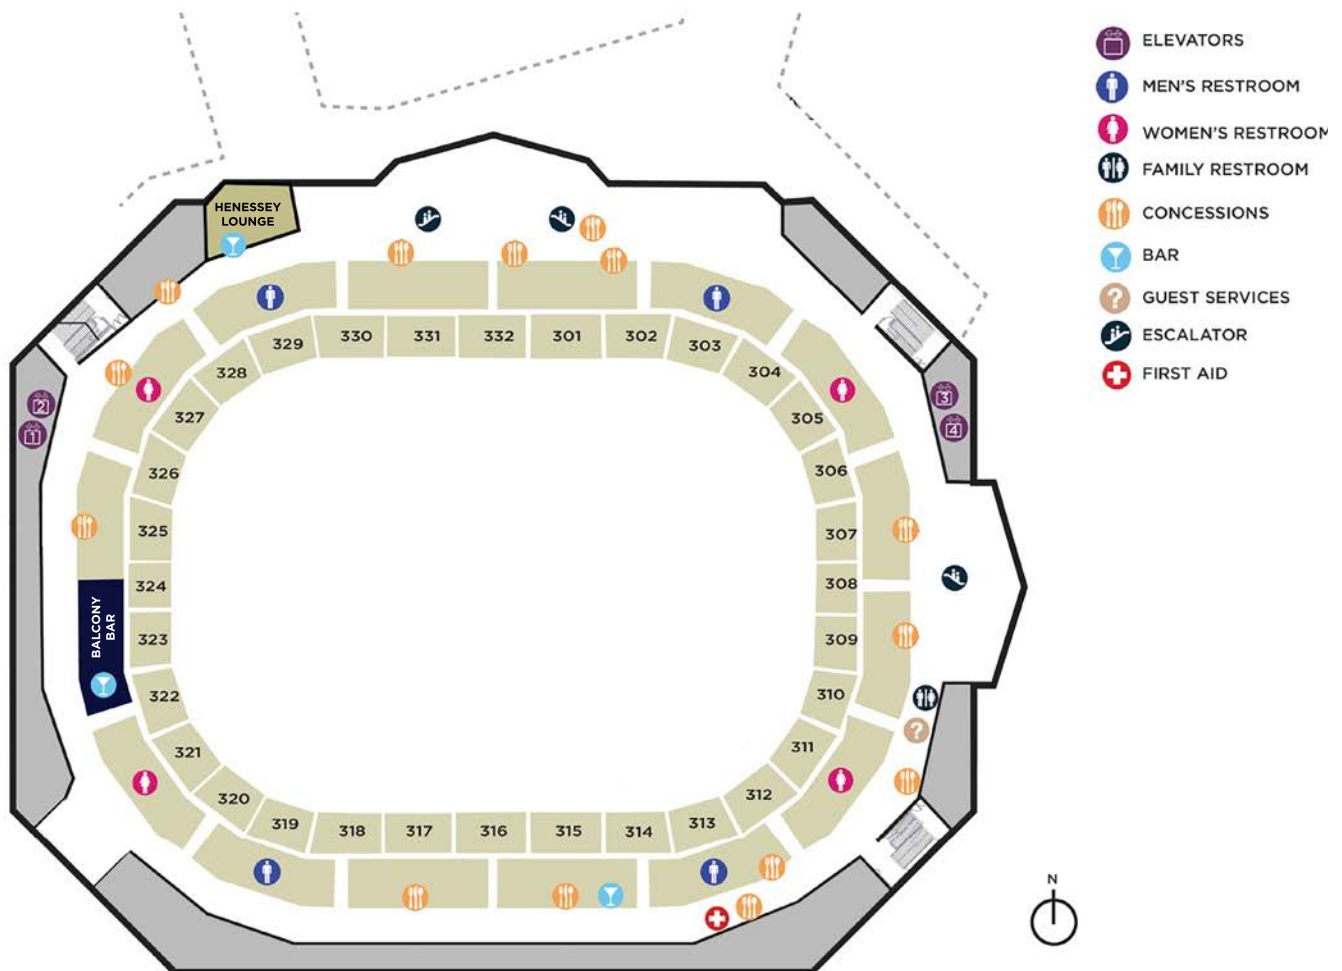 ELEVATORS
MEN'S RESTROOM
WOMEN'S RESTROOM
FAMILY RESTROOM
CONCESSIONS
BAR
GUEST SERVICES
ESCALATOR
FIRST AID
HENESSEY
LOUNGE
330
331
332
301
302
329
303
328
304
327
305
326
306
325
307
324
308
323
309
322
310
321
311
320
312
319
313
318
317
316
315
314
2
1
3
4
BALCONY
BAR
?
?
N